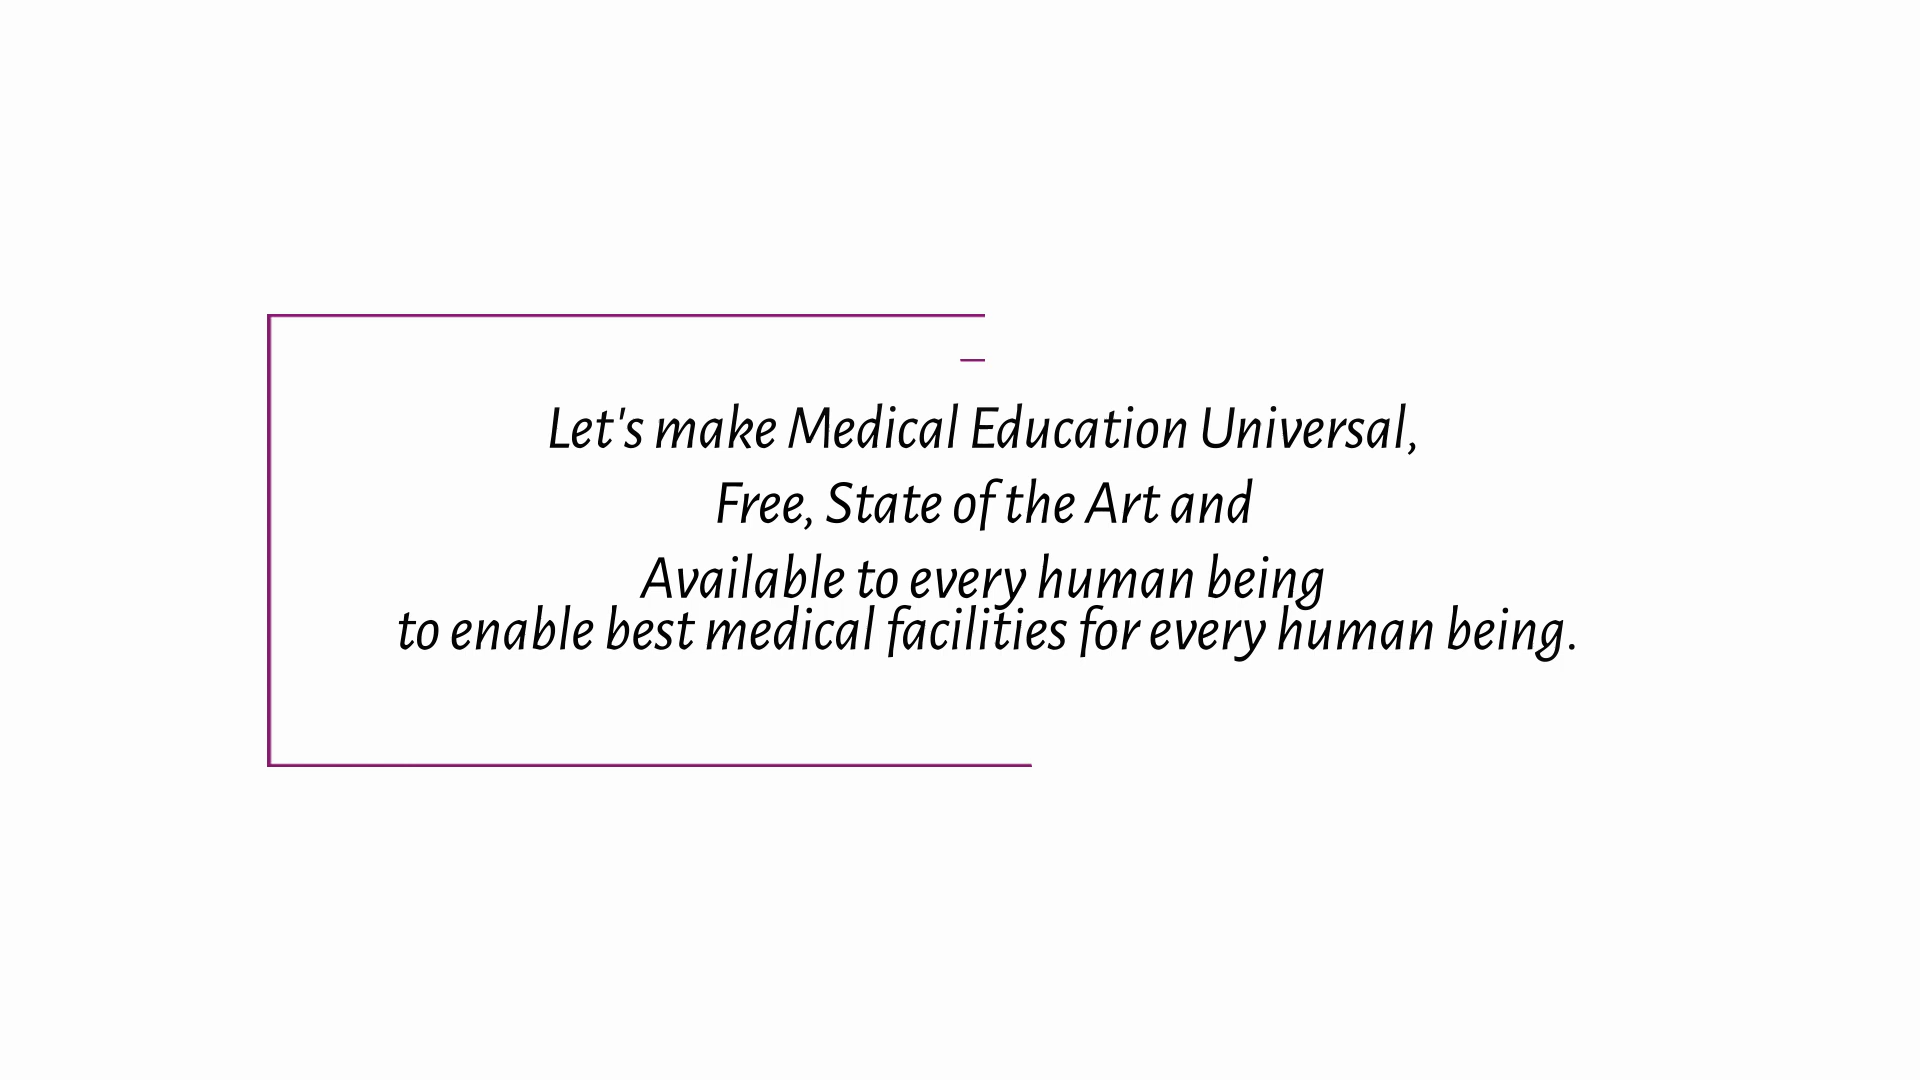 Let's make Medical Education Universal,
Free, State of the Art and
Available to every human being
to enable best medical facilities for every human being.